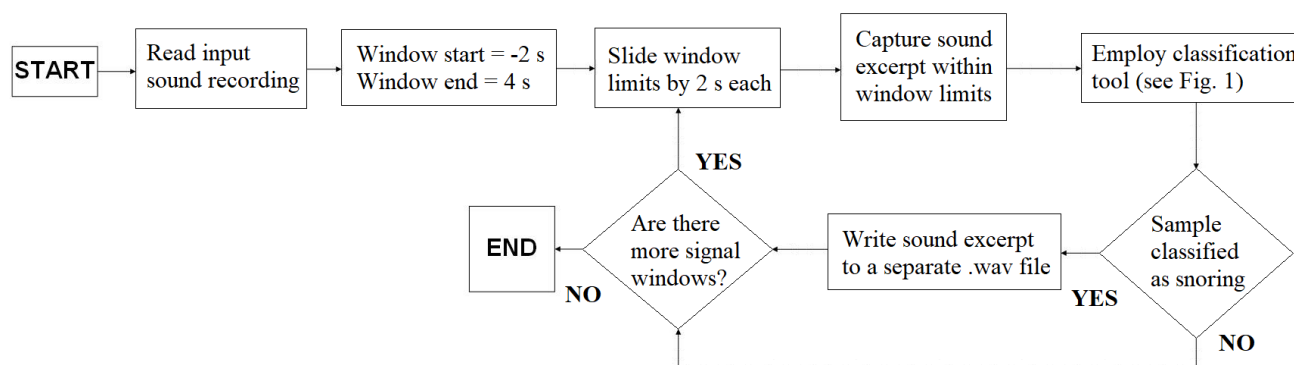 START
Read input
sound recording
Window start = -2 s
Window end = 4 s
Slide window
limits by 2 s each
Capture sound
excerpt within
window limits
Employ classification
tool (see Fig. 1)
Sample
classified
as snoring
YES
NO
Write sound excerpt
to a separate .wav file
Are there
more signal
windows?
YES
NO
END